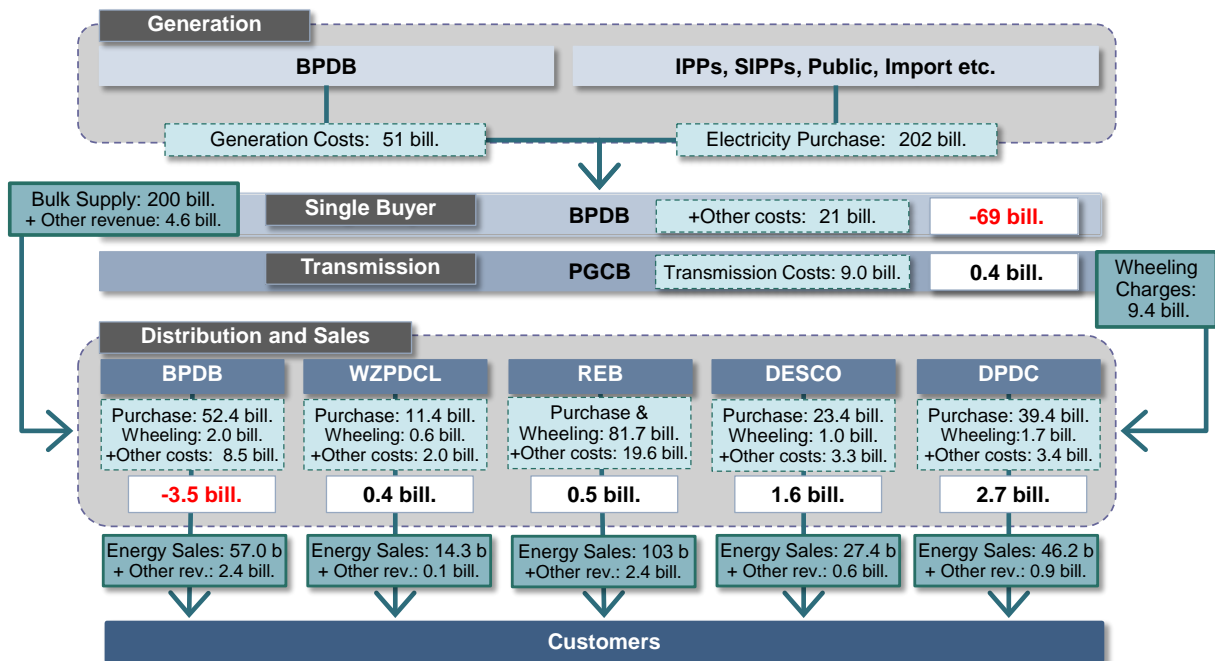 Generation
BPDB
IPPs, SIPPs, Public, Import etc.
Generation Costs: 51 bill.
Electricity Purchase: 202 bill.
Bulk Supply: 200 bill.
+ Other revenue: 4.6 bill.
Single Buyer
BPDB
+Other costs: 21 bill.
-69 bill.
Transmission
PGCB
Transmission Costs: 9.0 bill.
0.4 bill.
Wheeling
Charges:
9.4 bill.
Distribution and Sales
BPDB
Purchase: 52.4 bill.
Wheeling: 2.0 bill.
+Other costs: 8.5 bill.
-3.5 bill.
Energy Sales: 57.0 b
+ Other rev.: 2.4 bill.
WZPDCL
Purchase: 11.4 bill.
Wheeling: 0.6 bill.
+Other costs: 2.0 bill.
0.4 bill.
Energy Sales: 14.3 b
+ Other rev.: 0.1 bill.
REB
Purchase &
Wheeling: 81.7 bill.
+Other costs: 19.6 bill.
0.5 bill.
Energy Sales: 103 b
+Other rev.: 2.4 bill.
DESCO
Purchase: 23.4 bill.
Wheeling: 1.0 bill.
+Other costs: 3.3 bill.
1.6 bill.
Energy Sales: 27.4 b
+ Other rev.: 0.6 bill.
DPDC
Purchase: 39.4 bill.
Wheeling:1.7 bill.
+Other costs: 3.4 bill.
2.7 bill.
Energy Sales: 46.2 b
+ Other rev.: 0.9 bill.
Customers